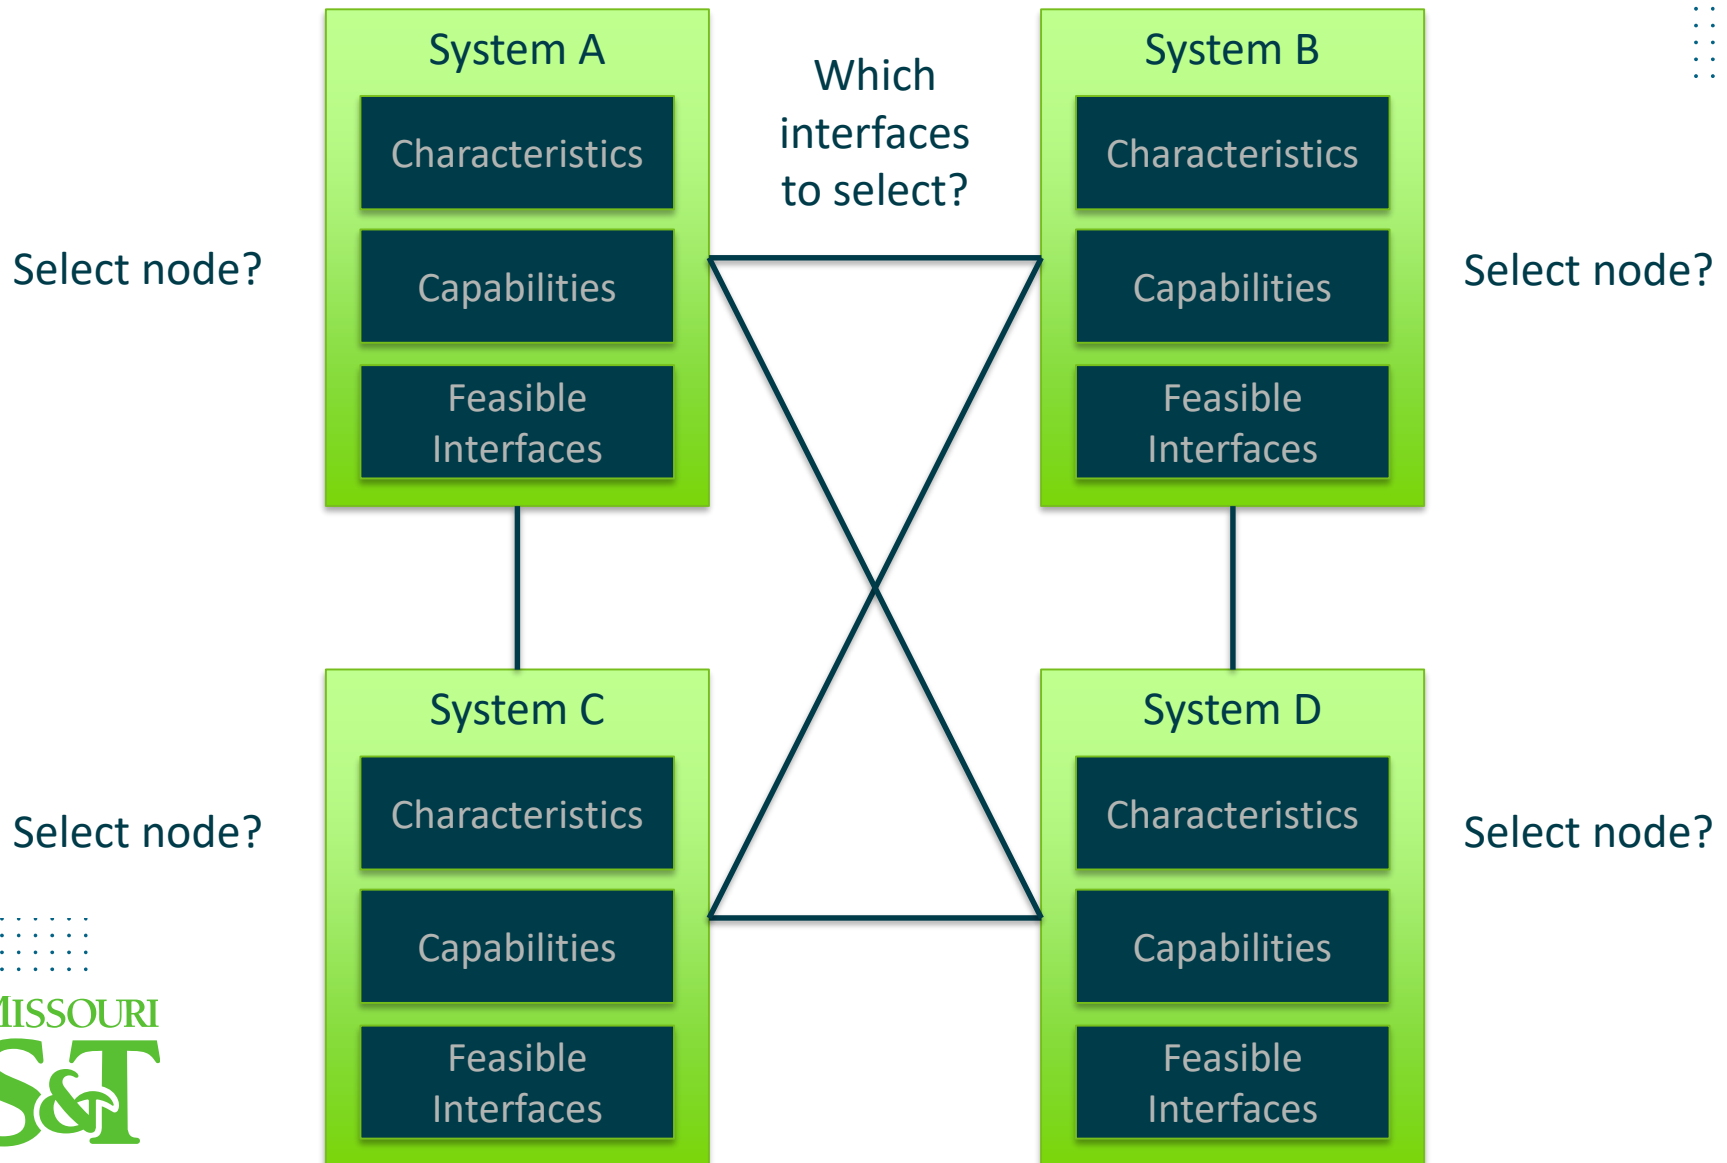 System A
Which
interfaces
to select?
System B
Characteristics
Characteristics
Select node?
Capabilities
Capabilities
Select node?
Feasible
Interfaces
Feasible
Interfaces
System C
System D
Characteristics
Characteristics
Select node?
Capabilities
Capabilities
Select node?
Feasible
Interfaces
Feasible
Interfaces
MISSOURI
S&T